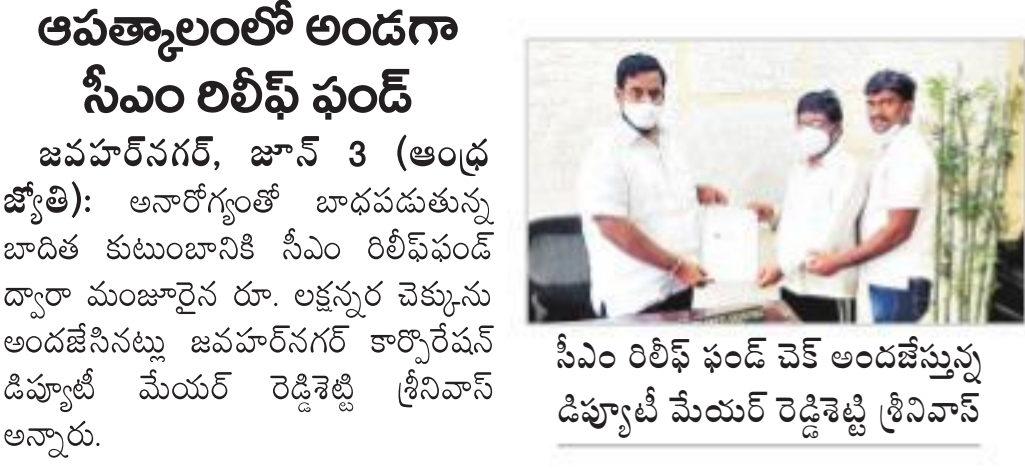 ఆపత్కాలంలో అండగా
సీఎం రిలీఫ్ ఫండ్
జవహర్‌నగర్, జూన్ 3 (ఆంధ్ర
జ్యోతి): అనారోగ్యంతో బాధపడుతున్న
బాదిత కుటుంబానికి సీఎం రిలీఫ్‌ఫండ్
ద్వారా మంజూరైన రూ. లక్షన్నర చెక్కును
అందజేసినట్లు జవహర్‌నగర్ కార్పొరేషన్
డిప్యూటీ మేయర్ రెడ్డిశెట్టి శ్రీనివాస్
అన్నారు.
సీఎం రిలీఫ్ ఫండ్ చెక్ అందజేస్తున్న
డిప్యూటీ మేయర్ రెడ్డిశెట్టి శ్రీనివాస్